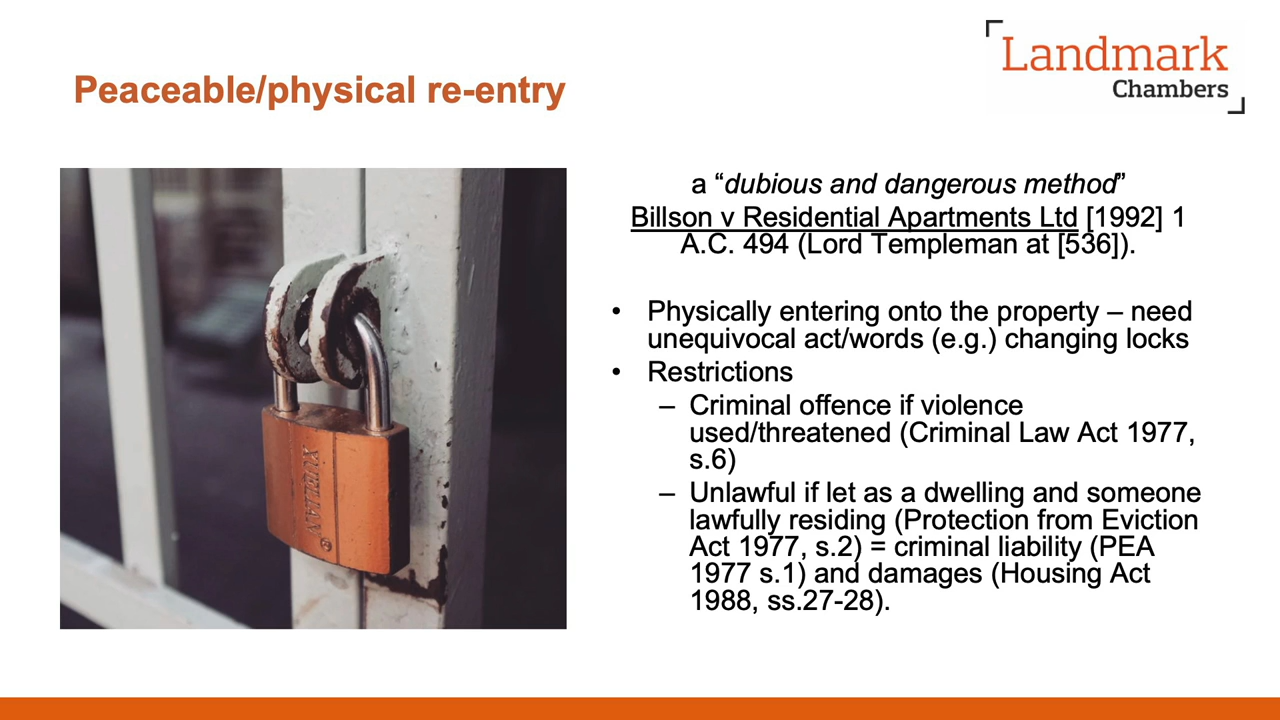 Landmark
Chambers
Peaceable/physical re-entry
a “dubious and dangerous method”
Billson v Residential Apartments Ltd [1992] 1
A.C. 494 (Lord Templeman at [536]).
• Physically entering onto the property – need
unequivocal act/words (e.g.) changing locks
• Restrictions
– Criminal offence if violence
used/threatened (Criminal Law Act 1977,
s.6)
– Unlawful if let as a dwelling and someone
lawfully residing (Protection from Eviction
Act 1977, s.2) = criminal liability (PEA
1977 s.1) and damages (Housing Act
1988, ss.27-28).